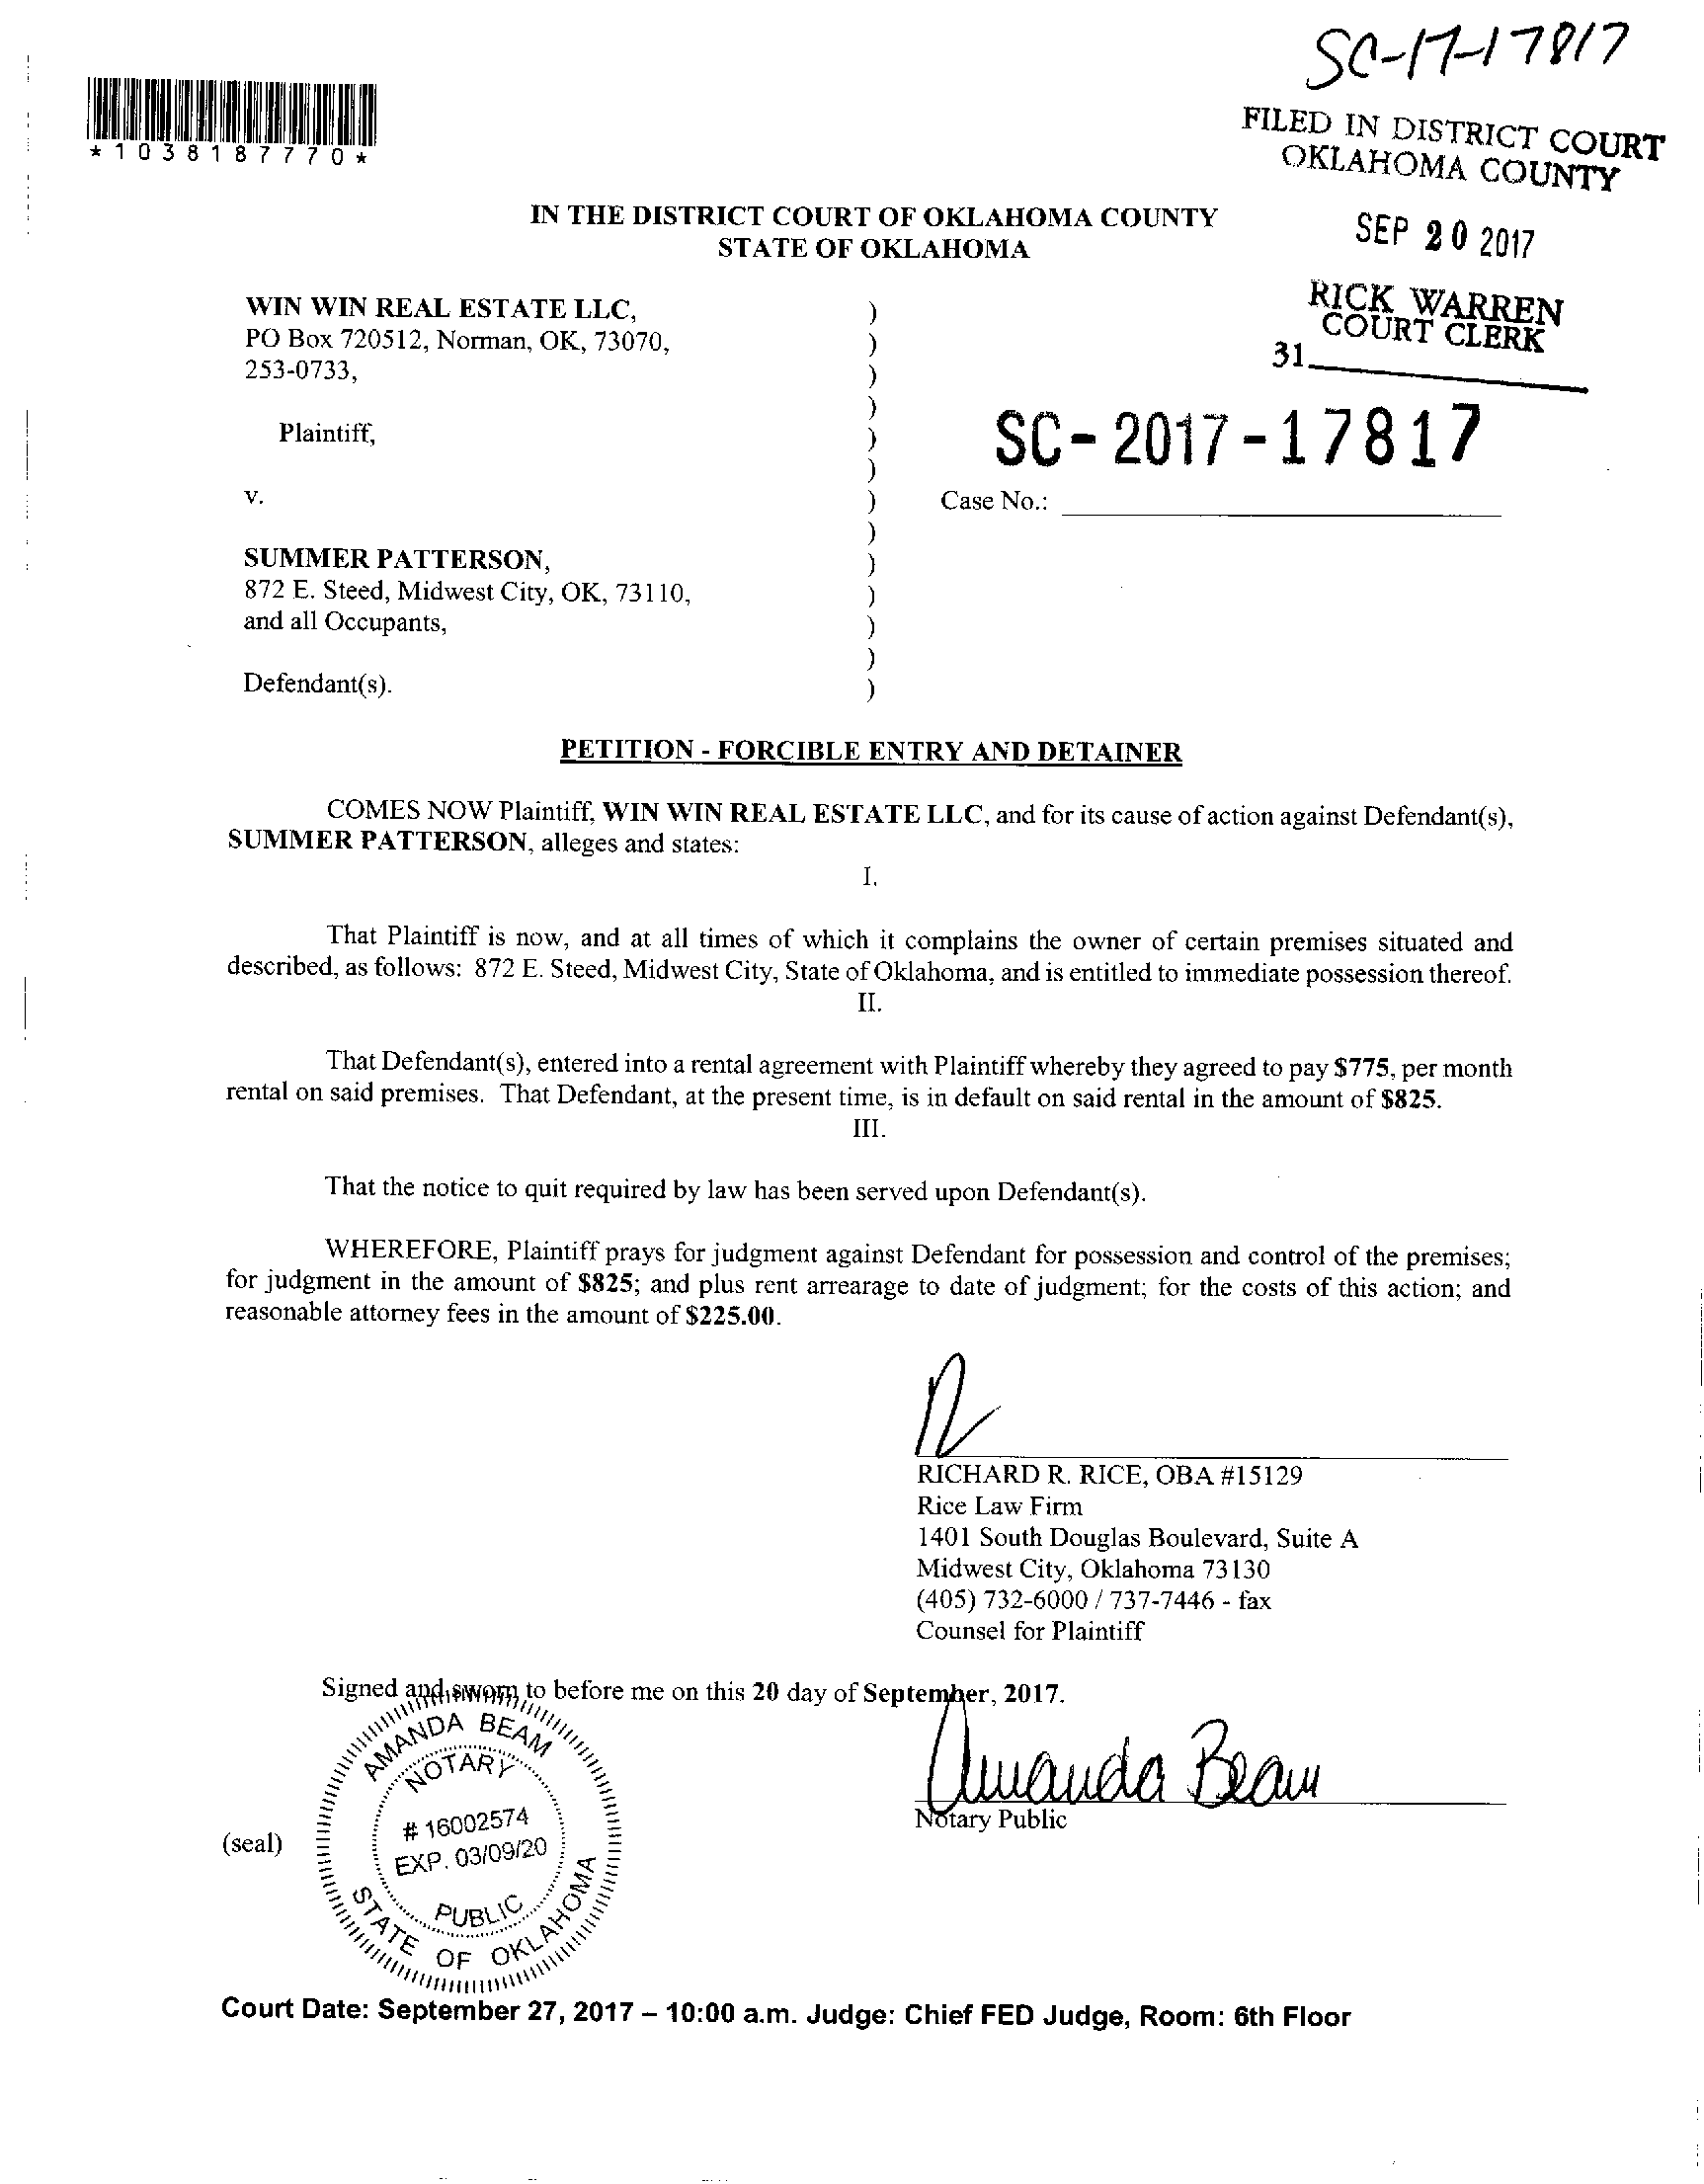 SC-17-17817
*1038187770*
FILED IN DISTRICT COURT
OKLAHOMA COUNTY
SEP 20 2017
RICK WARREN
COURT CLERK
31
IN THE DISTRICT COURT OF OKLAHOMA COUNTY
STATE OF OKLAHOMA
WIN WIN REAL ESTATE LLC, )
PO Box 720512, Norman, OK, 73070, )
253-0733, )
)
Plaintiff, )
)
SC-2017-17817
v. ) Case No.:
)
SUMMER PATTERSON, )
872 E. Steed, Midwest City, OK, 73110, )
and all Occupants, )
)
Defendant(s). )
PETITION - FORCIBLE ENTRY AND DETAINER
COMES NOW Plaintiff, WIN WIN REAL ESTATE LLC, and for its cause of action against Defendant(s),
SUMMER PATTERSON, alleges and states:
I.
That Plaintiff is now, and at all times of which it complains the owner of certain premises situated and
described, as follows: 872 E. Steed, Midwest City, State of Oklahoma, and is entitled to immediate possession thereof.
II.
That Defendant(s), entered into a rental agreement with Plaintiff whereby they agreed to pay $775, per month
rental on said premises. That Defendant, at the present time, is in default on said rental in the amount of $825.
III.
That the notice to quit required by law has been served upon Defendant(s).
WHEREFORE, Plaintiff prays for judgment against Defendant for possession and control of the premises;
for judgment in the amount of $825; and plus rent arrearage to date of judgment; for the costs of this action; and
reasonable attorney fees in the amount of $225.00.
RICHARD R. RICE, OBA #15129
Rice Law Firm
1401 South Douglas Boulevard, Suite A
Midwest City, Oklahoma 73130
(405) 732-6000 / 737-7446 - fax
Counsel for Plaintiff
Signed and sworn to before me on this 20 day of September, 2017.
Amanda Beam
Notary Public
(seal)
AMANDA BEAM
NOTARY
# 16002574
EXP. 03/09/20
PUBLIC
STATE OF OKLAHOMA
Court Date: September 27, 2017 – 10:00 a.m. Judge: Chief FED Judge, Room: 6th Floor